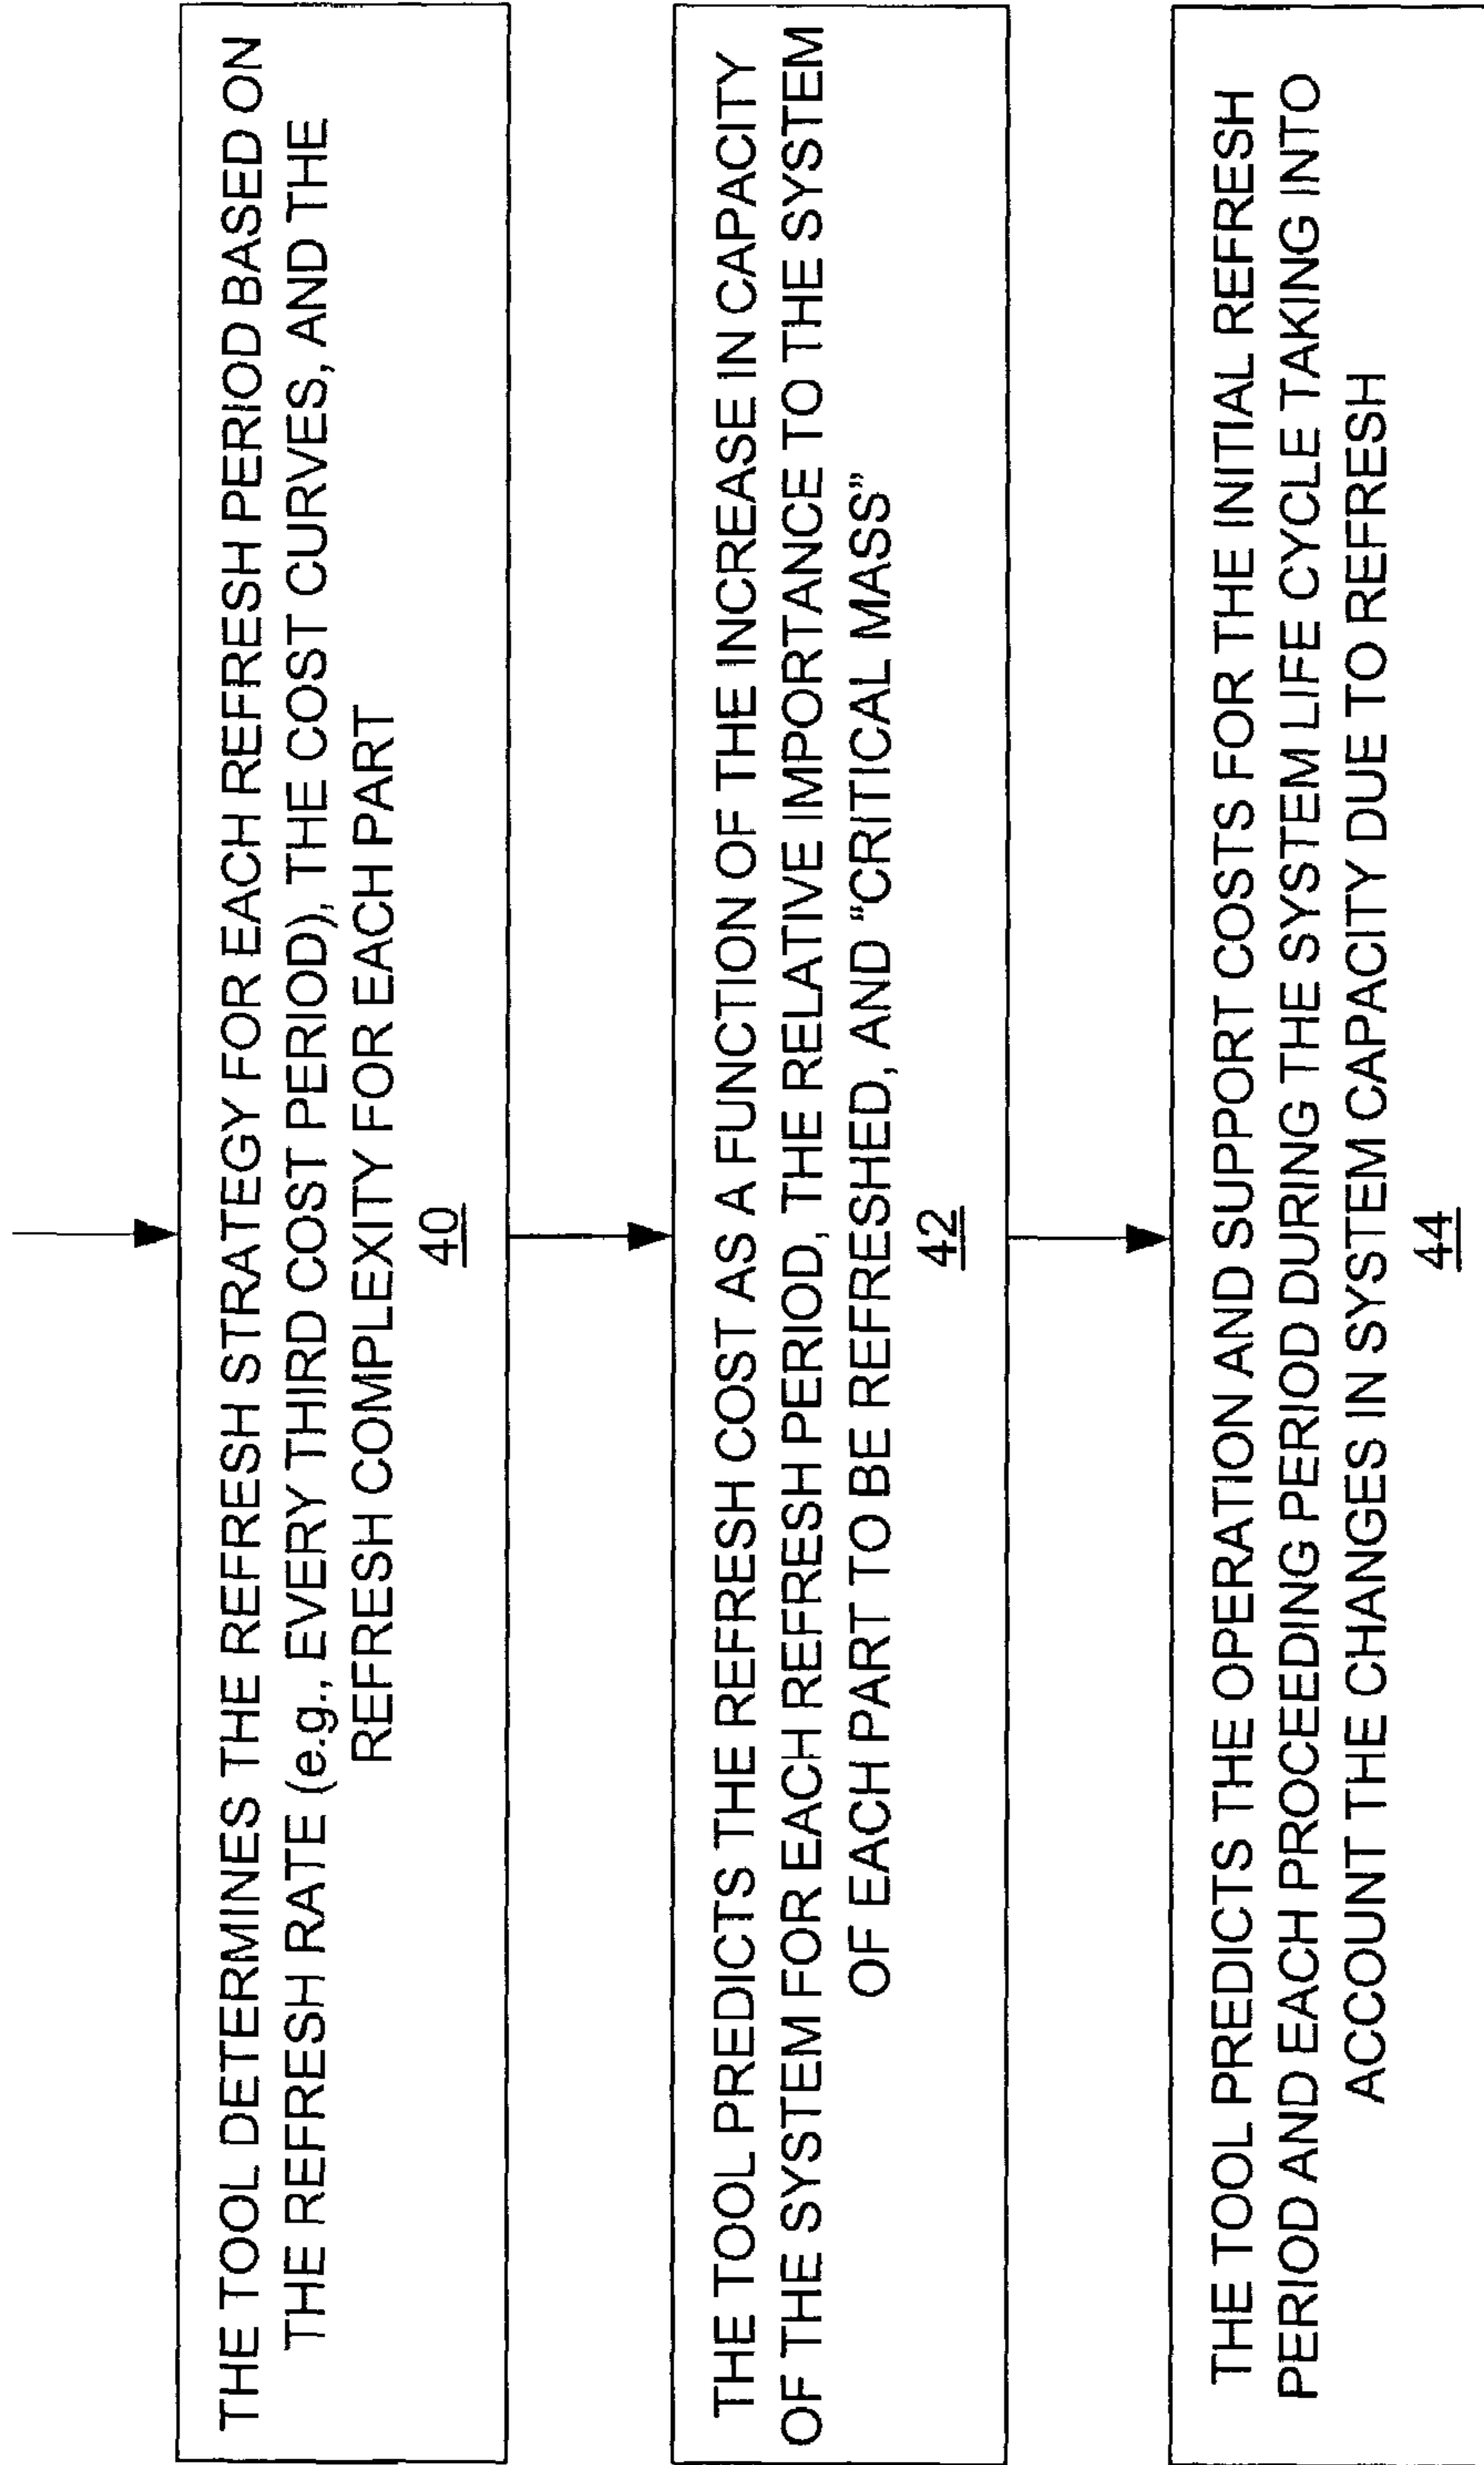 THE TOOL DETERMINES THE REFRESH STRATEGY FOR EACH REFRESH PERIOD BASED ON
THE REFRESH RATE (e.g., EVERY THIRD COST PERIOD), THE COST CURVES, AND THE
REFRESH COMPLEXITY FOR EACH PART
40
THE TOOL PREDICTS THE REFRESH COST AS A FUNCTION OF THE INCREASE IN CAPACITY
OF THE SYSTEM FOR EACH REFRESH PERIOD, THE RELATIVE IMPORTANCE TO THE SYSTEM
OF EACH PART TO BE REFRESHED, AND "CRITICAL MASS"
42
THE TOOL PREDICTS THE OPERATION AND SUPPORT COSTS FOR THE INITIAL REFRESH
PERIOD AND EACH PROCEEDING PERIOD DURING THE SYSTEM LIFE CYCLE TAKING INTO
ACCOUNT THE CHANGES IN SYSTEM CAPACITY DUE TO REFRESH
44